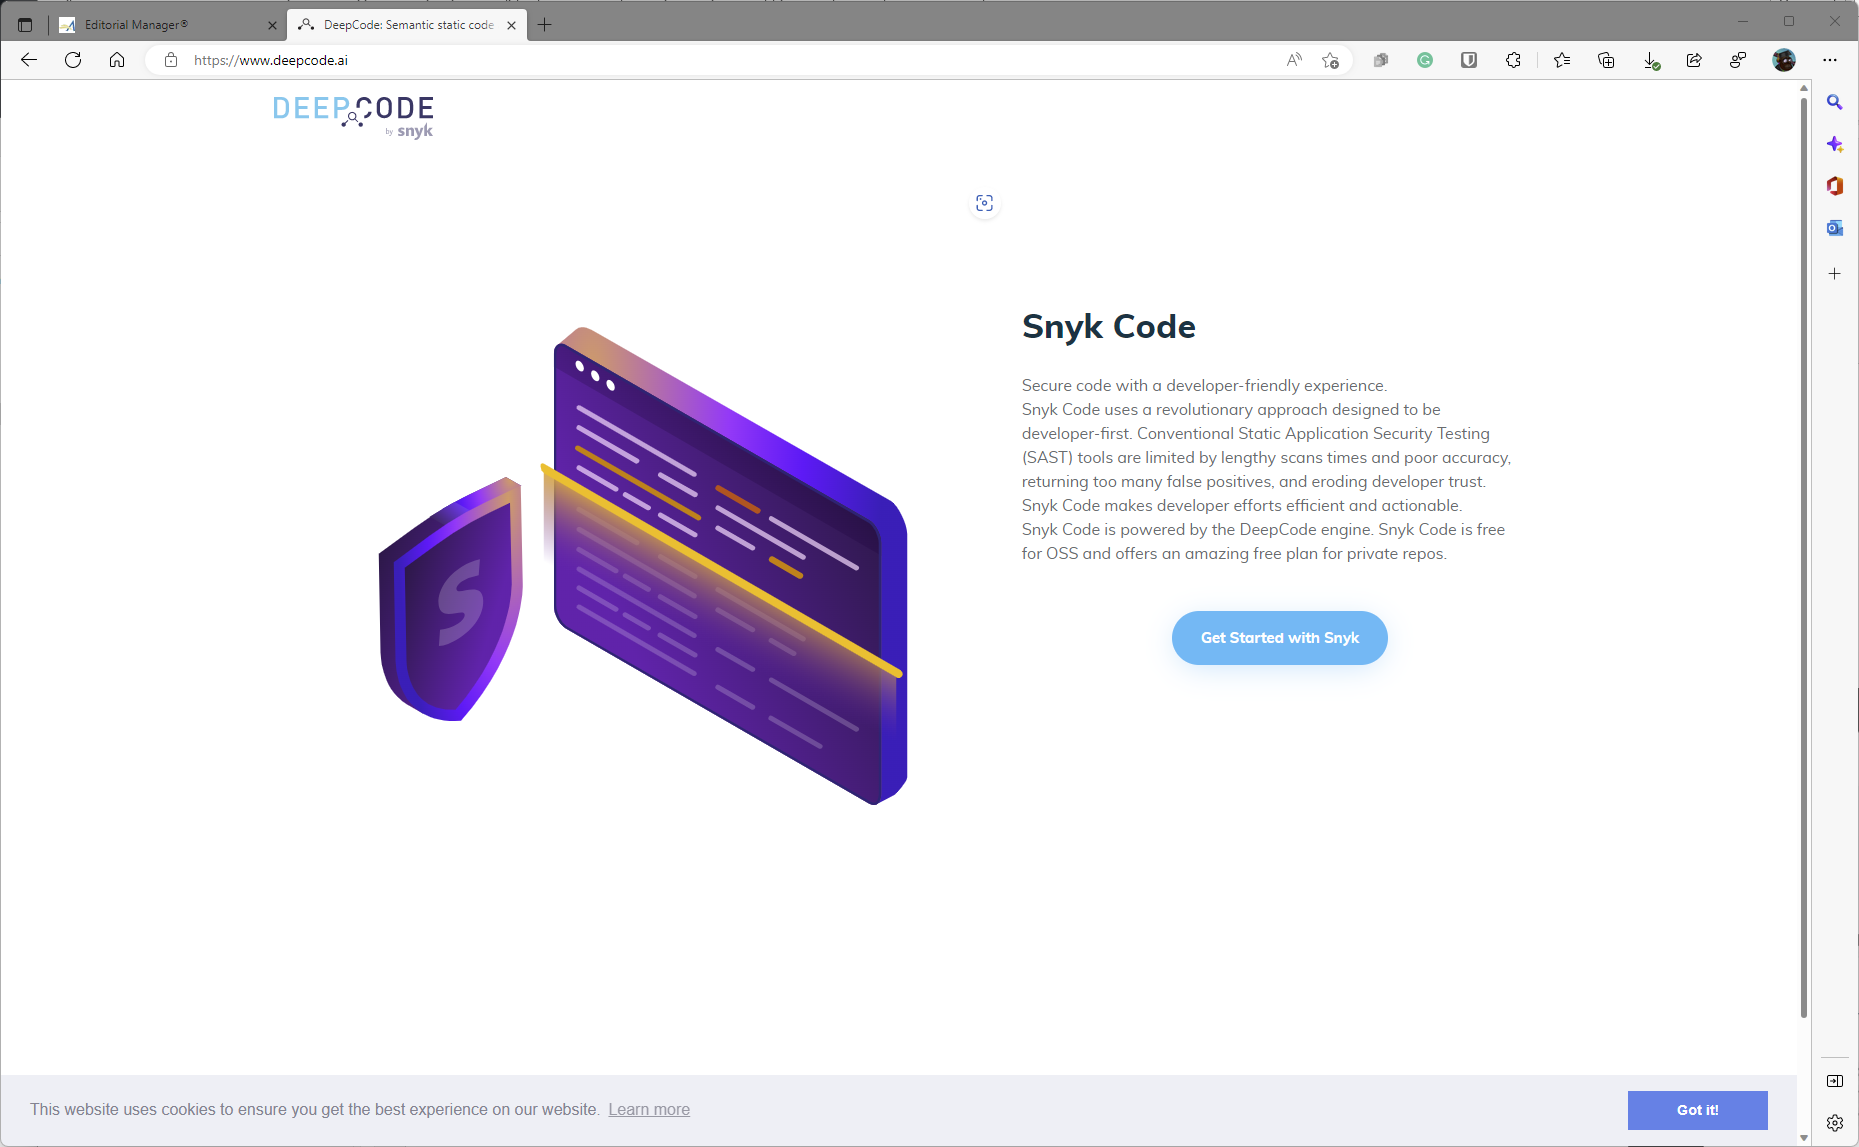 Editorial Manager®
DeepCode: Semantic static code
https://www.deepcode.ai
DEEPCODE
by snyk
Snyk Code
Secure code with a developer-friendly experience.
Snyk Code uses a revolutionary approach designed to be
developer-first. Conventional Static Application Security Testing
(SAST) tools are limited by lengthy scans times and poor accuracy,
returning too many false positives, and eroding developer trust.
Snyk Code makes developer efforts efficient and actionable.
Snyk Code is powered by the DeepCode engine. Snyk Code is free
for OSS and offers an amazing free plan for private repos.
S
Get Started with Snyk
This website uses cookies to ensure you get the best experience on our website. Learn more
Got it!